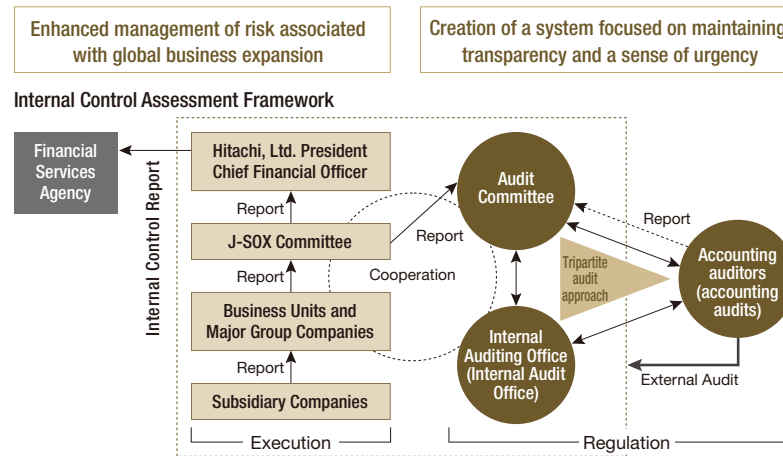 Enhanced management of risk associated
with global business expansion
Creation of a system focused on maintaining
transparency and a sense of urgency
Internal Control Assessment Framework
Financial
Services
Agency
Internal Control Report
Hitachi, Ltd. President
Chief Financial Officer
Report
J-SOX Committee
Report
Business Units and
Major Group Companies
Report
Subsidiary Companies
Execution
Report
Cooperation
Audit
Committee
Tripartite
audit
approach
Internal
Auditing Office
(Internal Audit
Office)
Report
Accounting
auditors
(accounting
audits)
External Audit
Regulation